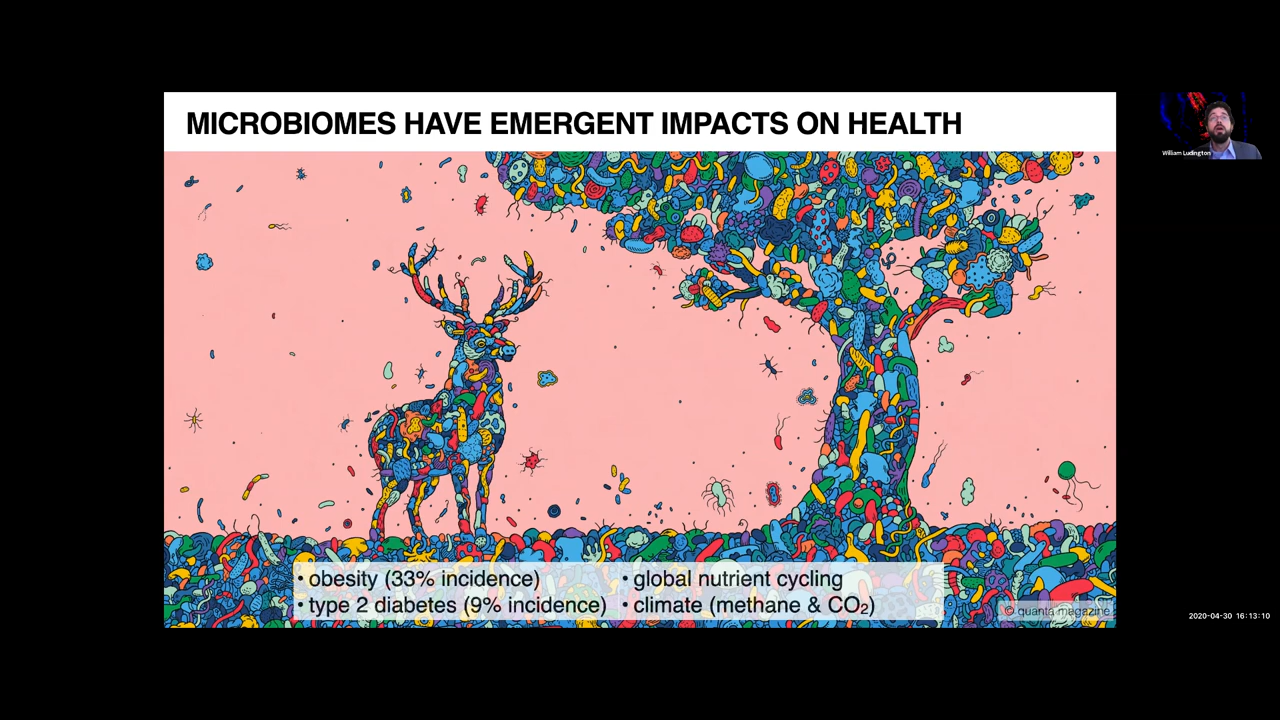 MICROBIOMES HAVE EMERGENT IMPACTS ON HEALTH
William Ludington
• obesity (33% incidence)
• type 2 diabetes (9% incidence)
• global nutrient cycling
• climate (methane & CO₂)
© quanta magazine
2020-04-30 16:13:10